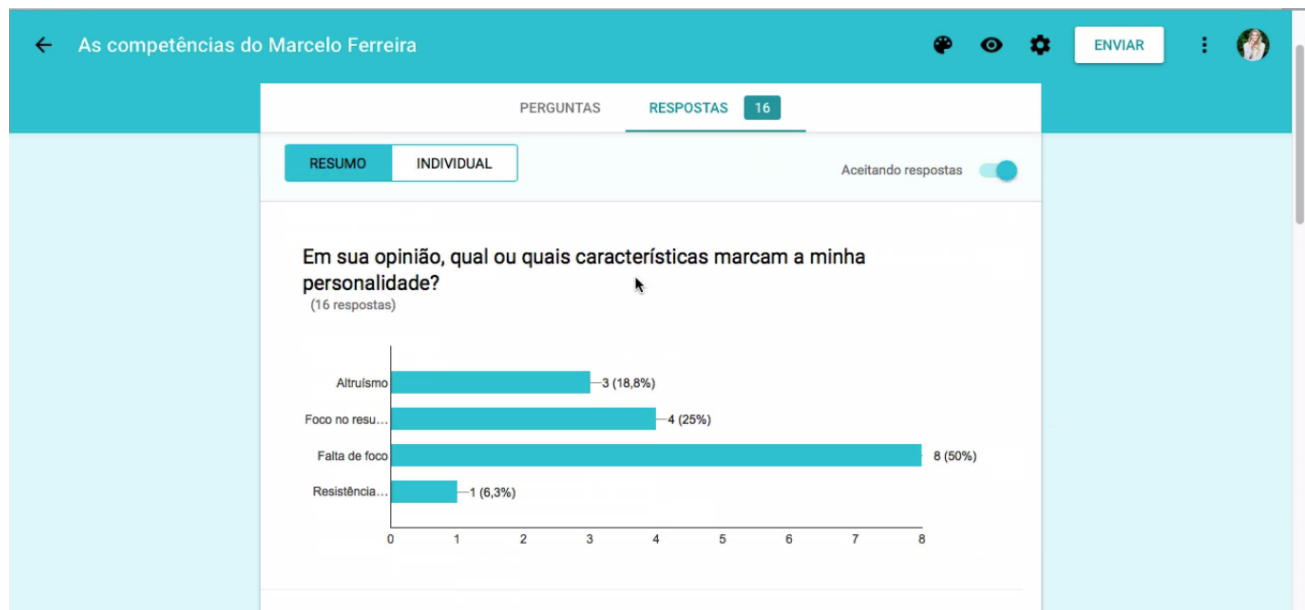 As competências do Marcelo Ferreira
ENVIAR
PERGUNTAS
RESPOSTAS 16
RESUMO
INDIVIDUAL
Aceitando respostas
Em sua opinião, qual ou quais características marcam a minha
personalidade?
(16 respostas)
Altruísmo
3 (18,8%)
Foco no resu...
4 (25%)
Falta de foco
8 (50%)
Resistência...
1 (6,3%)
0 1 2 3 4 5 6 7 8